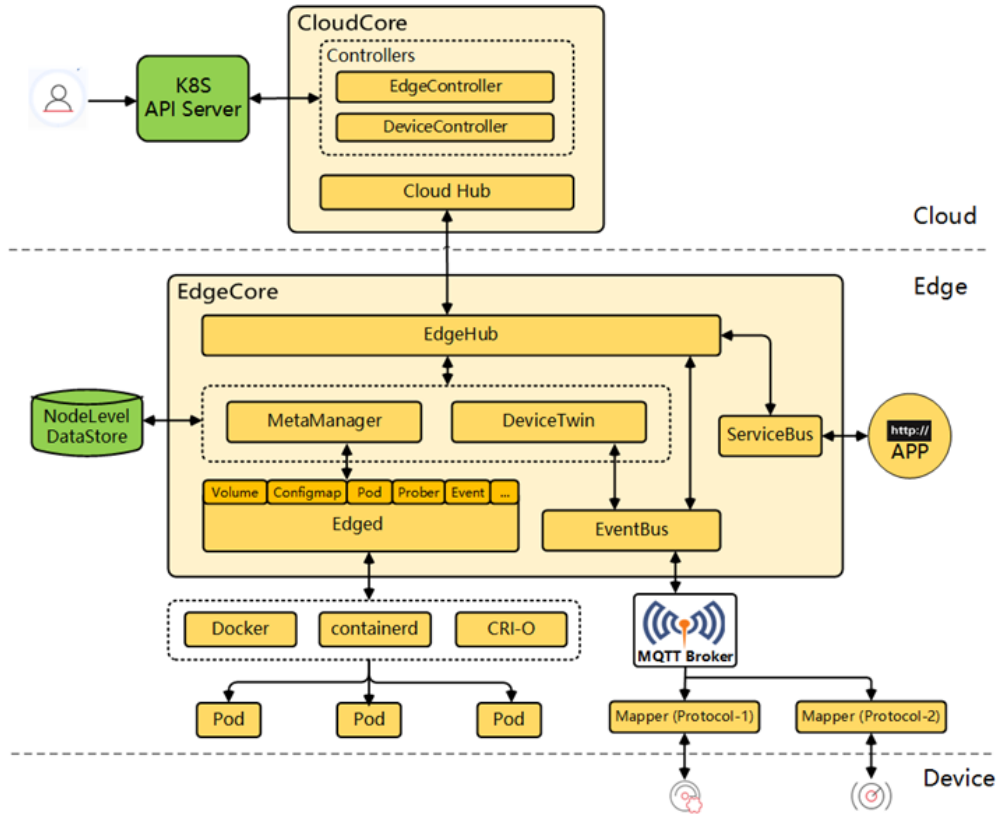 CloudCore
Controllers
EdgeController
DeviceController
Cloud Hub
K8S
API Server
Cloud
Edge
EdgeCore
EdgeHub
NodeLevel
DataStore
MetaManager
DeviceTwin
ServiceBus
http://
APP
Volume
Configmap
Pod
Prober
Event
...
Edged
EventBus
Docker
containerd
CRI-O
MQTT Broker
Pod
Pod
Pod
Mapper (Protocol-1)
Mapper (Protocol-2)
Device